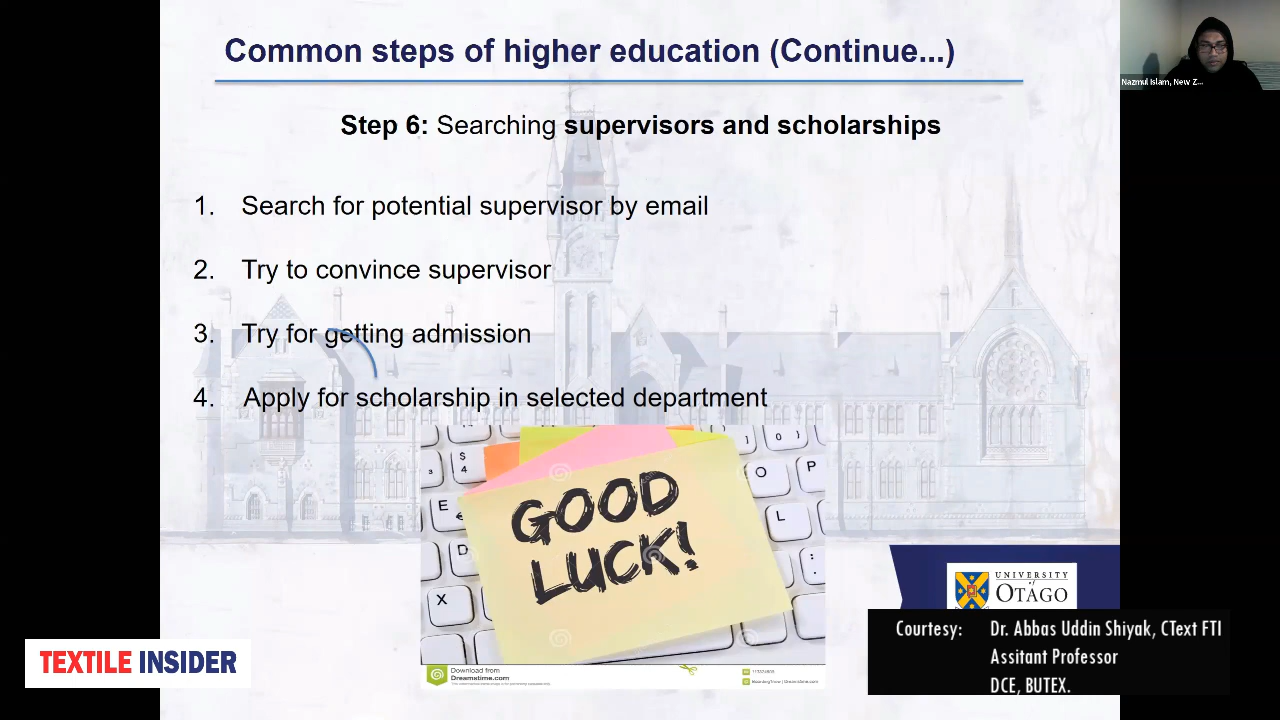 Common steps of higher education (Continue...)
Nazmul Islam, New Z...
Step 6: Searching supervisors and scholarships
1. Search for potential supervisor by email
2. Try to convince supervisor
3. Try for getting admission
4. Apply for scholarship in selected department
GOOD
LUCK!
$
4
3
E
€
D
X
O
P
L
UNIVERSITY
of
OTAGO
Courtesy: Dr. Abbas Uddin Shiyak, CText FTI
Assitant Professor
DCE, BUTEX.
TEXTILE INSIDER
Download from
Dreamstime.com